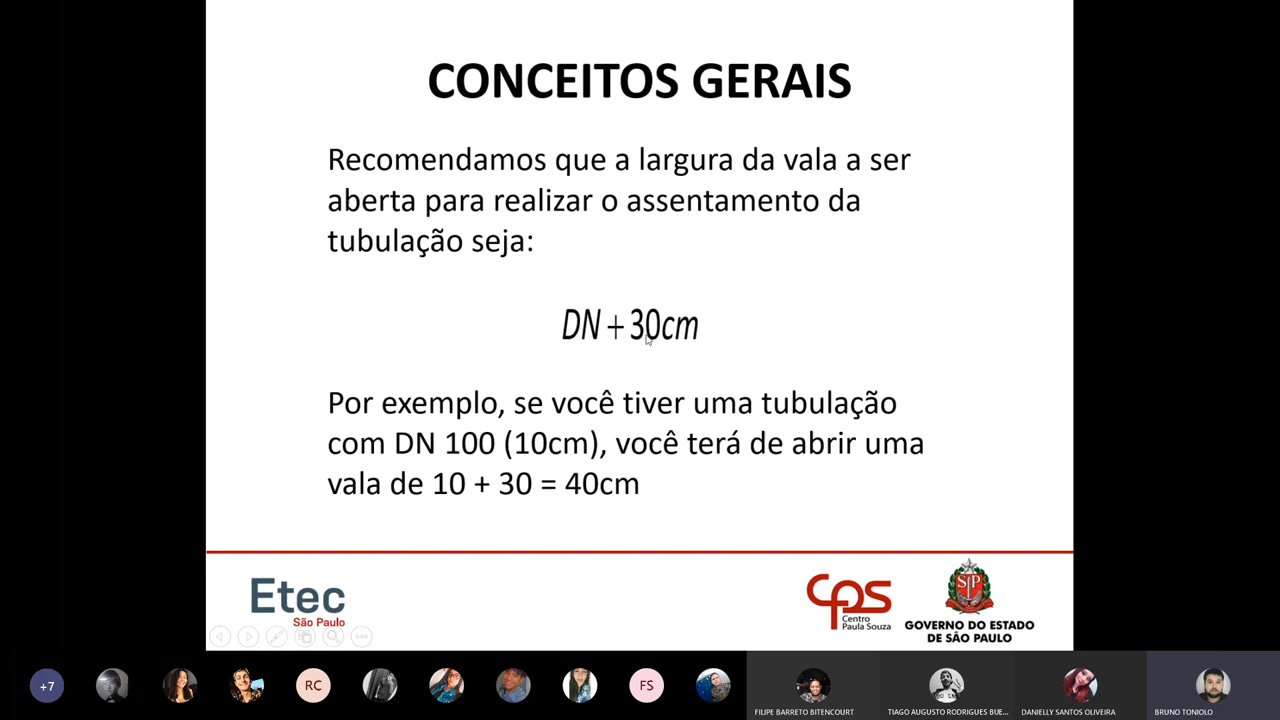 CONCEITOS GERAIS
Recomendamos que a largura da vala a ser
aberta para realizar o assentamento da
tubulação seja:
DN + 30cm
Por exemplo, se você tiver uma tubulação
com DN 100 (10cm), você terá de abrir uma
vala de 10 + 30 = 40cm
Etec
São Paulo
CPS
Centro
Paula Souza
SP
GOVERNO DO ESTADO
DE SÃO PAULO
+7
RC
FS
FILIPE BARRETO BITENCOURT
TIAGO AUGUSTO RODRIGUES BUE...
DANIELLY SANTOS OLIVEIRA
BRUNO TONIOLO